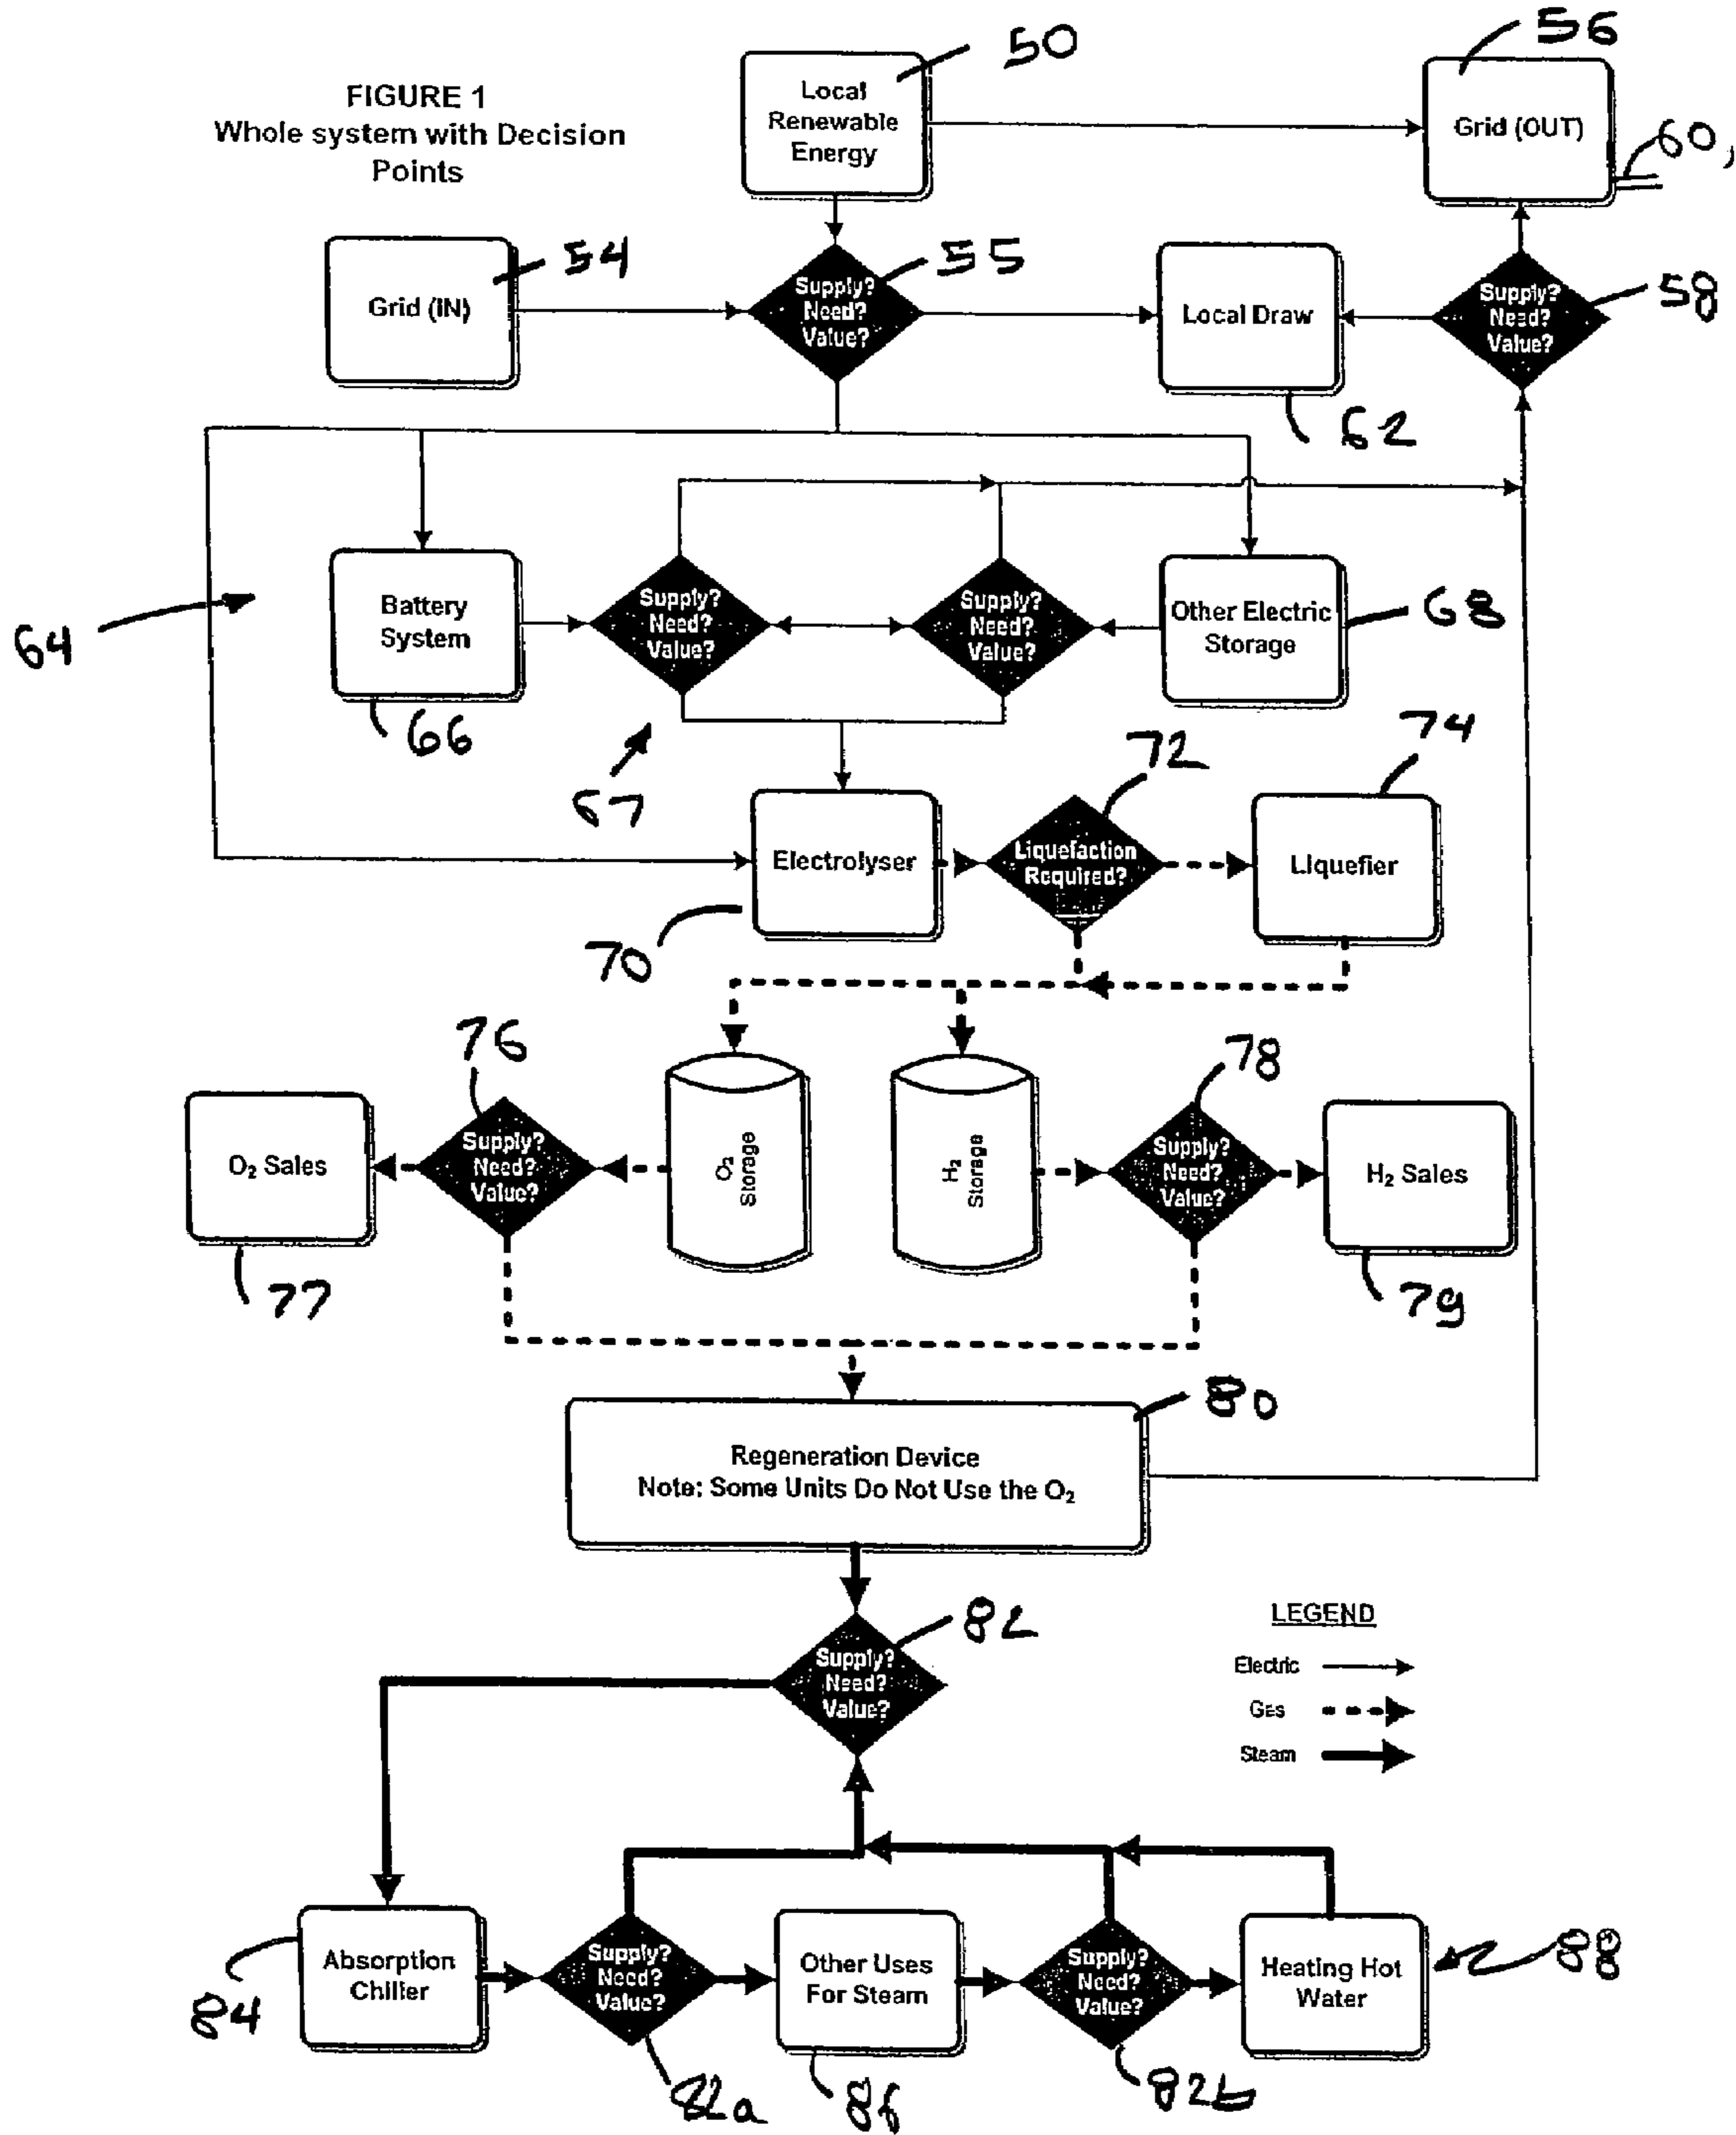 50
56
FIGURE 1
Whole system with Decision
Points
Local
Renewable
Energy
Grid (OUT)
60,
54
55
58
Grid (IN)
Supply?
Need?
Value?
Local Draw
Supply?
Need?
Value?
62
64
Battery
System
Supply?
Need?
Value?
Supply?
Need?
Value?
Other Electric
Storage
68
66
67
72
74
Electrolyser
Liquefaction
Required?
Liquefier
70
76
78
O₂ Sales
Supply?
Need?
Value?
O₂
Storage
H₂
Storage
Supply?
Need?
Value?
H₂ Sales
77
79
80
Regeneration Device
Note: Some Units Do Not Use the O₂
82
Supply?
Need?
Value?
LEGEND
Electric
Gas
Steam
Absorption
Chiller
Supply?
Need?
Value?
Other Uses
For Steam
Supply?
Need?
Value?
Heating Hot
Water
88
84
82a
86
82b